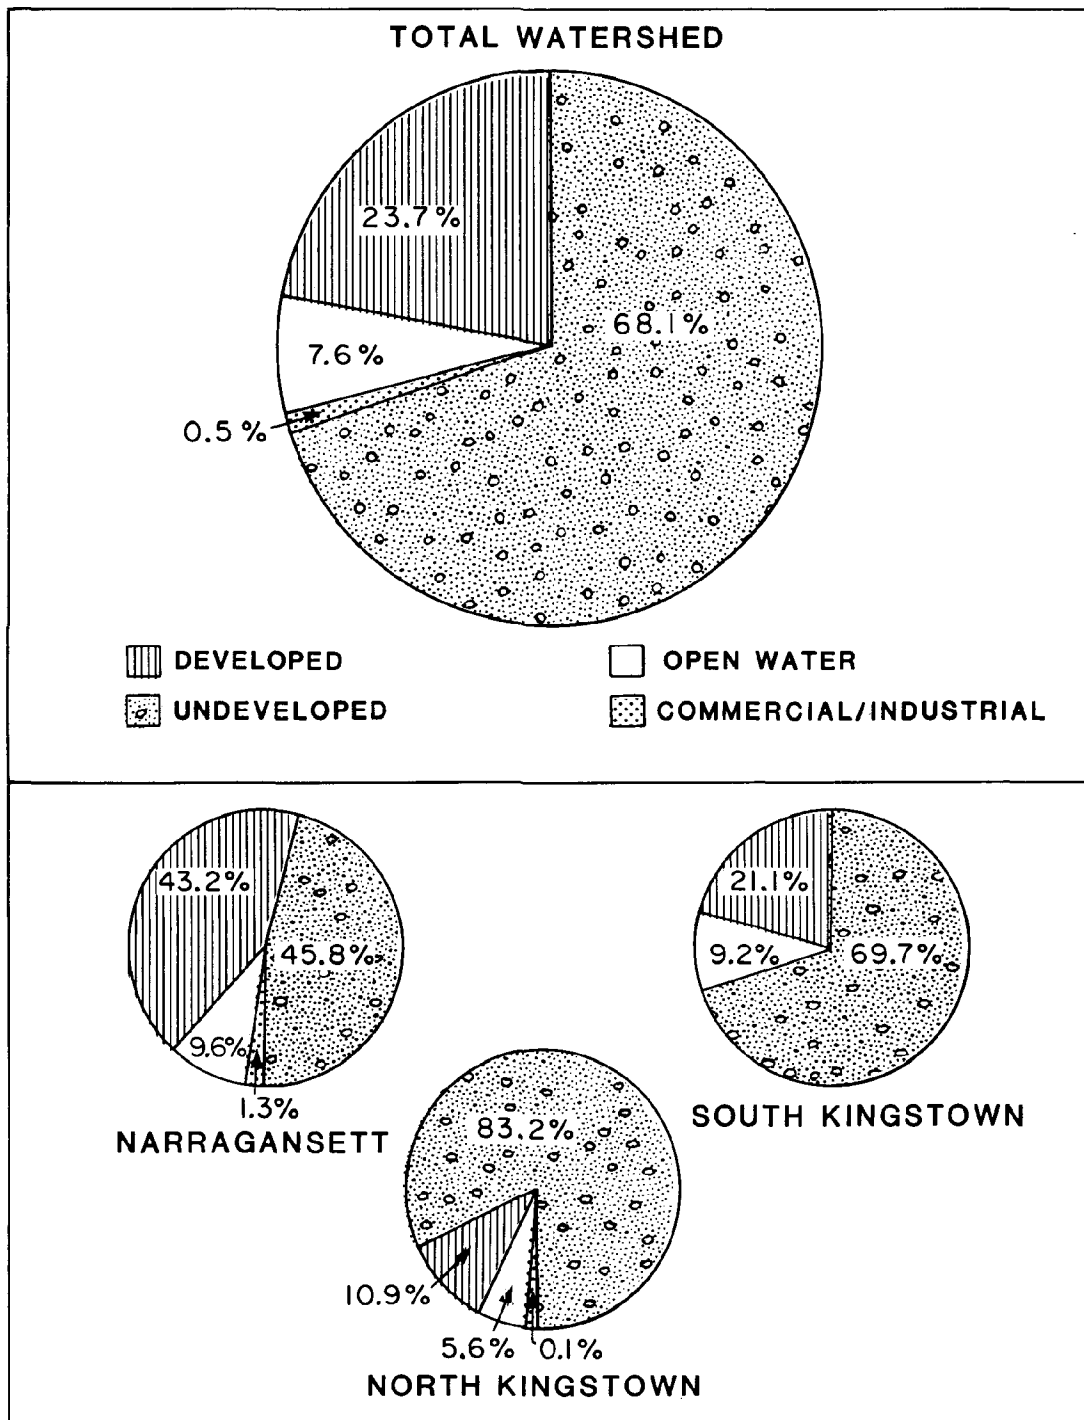 TOTAL WATERSHED
23.7%
68.1%
7.6%
0.5%
DEVELOPED
OPEN WATER
UNDEVELOPED
COMMERCIAL/INDUSTRIAL
43.2%
45.8%
9.6%
1.3%
NARRAGANSETT
21.1%
9.2%
69.7%
SOUTH KINGSTOWN
83.2%
10.9%
5.6%
0.1%
NORTH KINGSTOWN